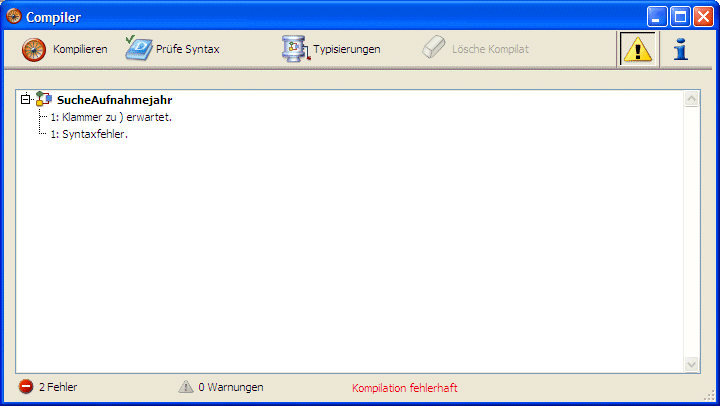 Compiler
Kompilieren Prüfe Syntax Typisierungen Lösche Kompilat
SucheAufnahmejahr
1: Klammer zu ) erwartet.
1: Syntaxfehler.
2 Fehler 0 Warnungen Kompilation fehlerhaft